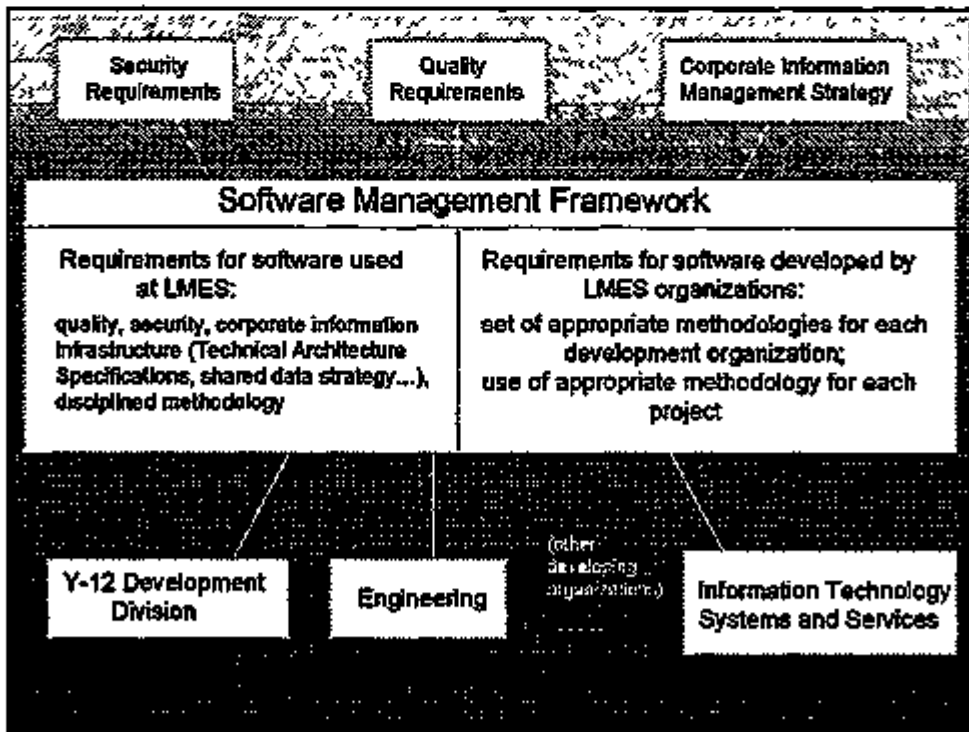 Security
Requirements
Quality
Requirements
Corporate Information
Management Strategy
Software Management Framework
Requirements for software used
at LMES:
quality, security, corporate information
infrastructure (Technical Architecture
Specifications, shared data strategy...),
disciplined methodology
Requirements for software developed by
LMES organizations:
set of appropriate methodologies for each
development organization;
use of appropriate methodology for each
project
Y-12 Development
Division
Engineering
(other
developing
organizations)
......
Information Technology
Systems and Services